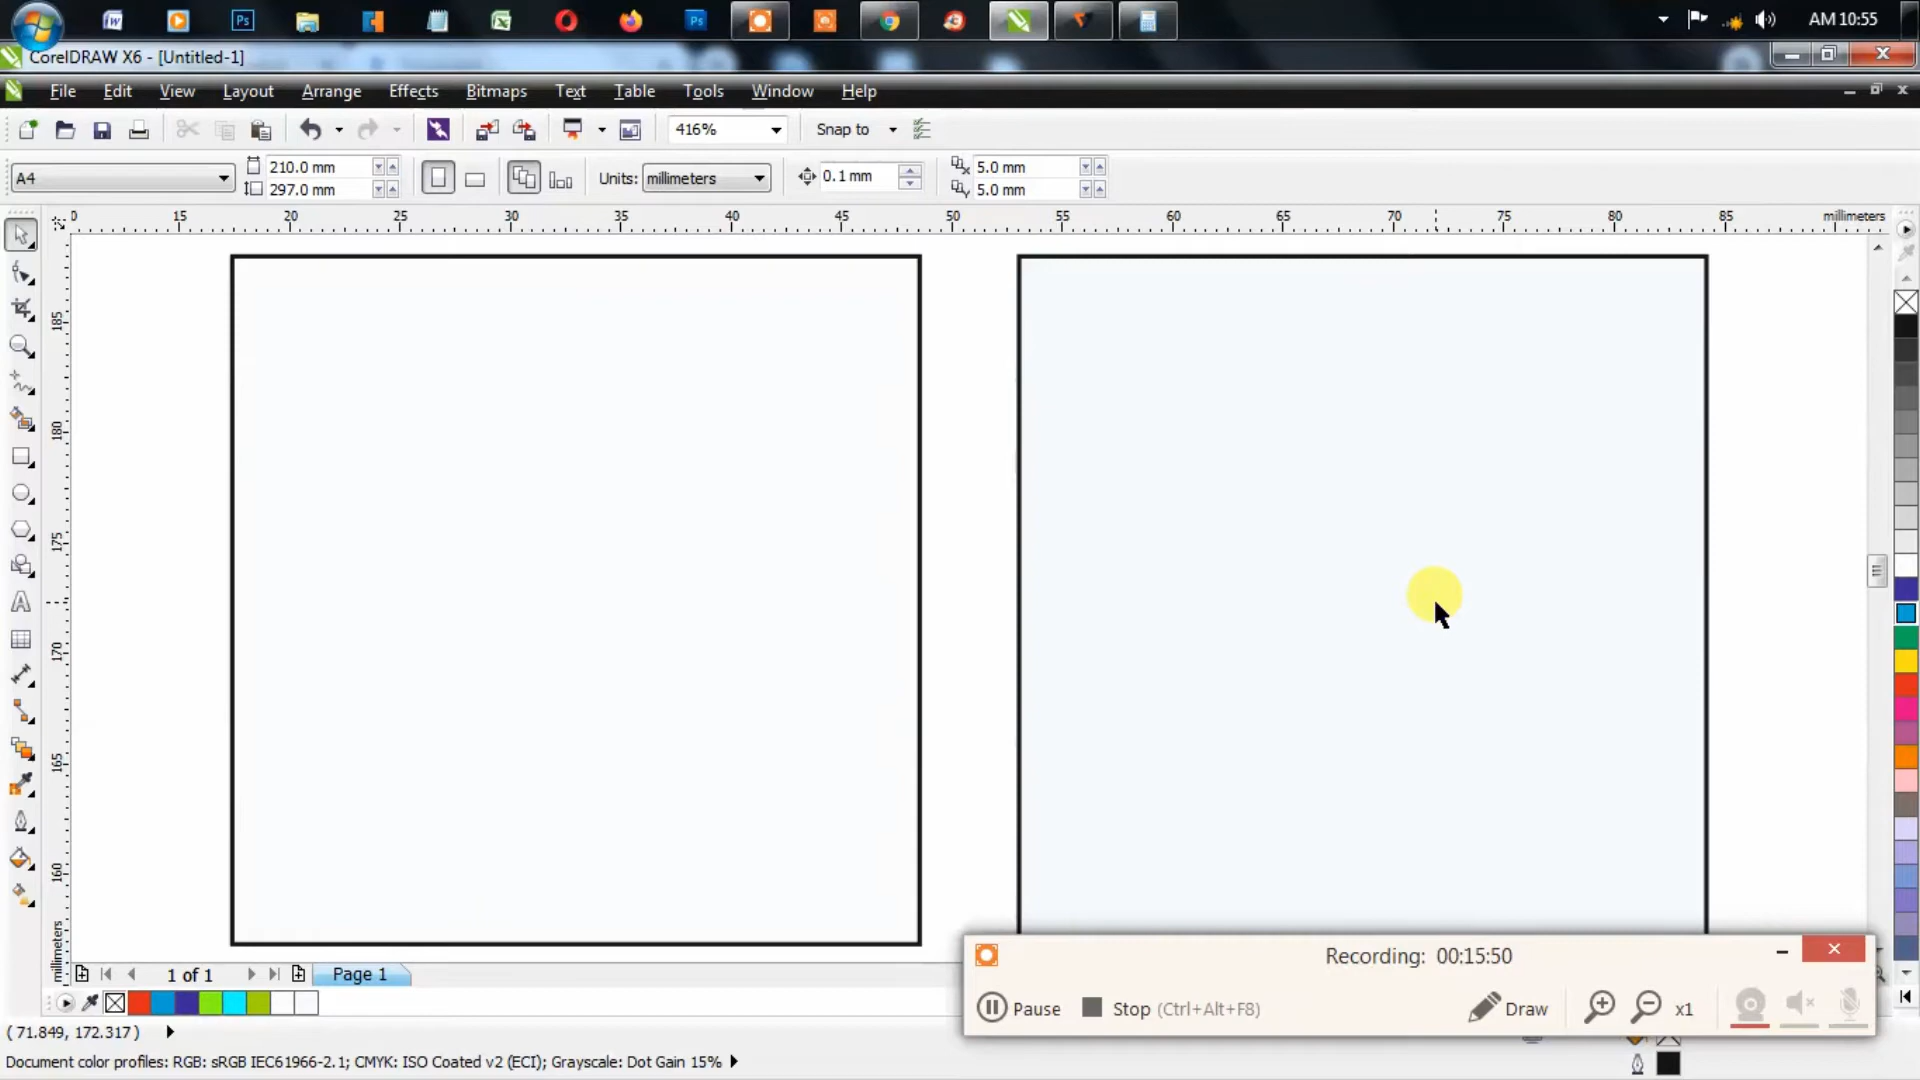 AM 10:55
CorelDRAW X6 - [Untitled-1]
File Edit View Layout Arrange Effects Bitmaps Text Table Tools Window Help
416% Snap to
A4 210.0 mm 297.0 mm Units: millimeters 0.1 mm 5.0 mm 5.0 mm
0 15 20 25 30 35 40 45 50 55 60 65 70 75 80 85 millimeters
185
180
175
170
165
160
millimeters
1 of 1 Page 1
Recording: 00:15:50
Pause Stop (Ctrl+Alt+F8) Draw x1
( 71.849, 172.317 )
Document color profiles: RGB: sRGB IEC61966-2.1; CMYK: ISO Coated v2 (ECI); Grayscale: Dot Gain 15%